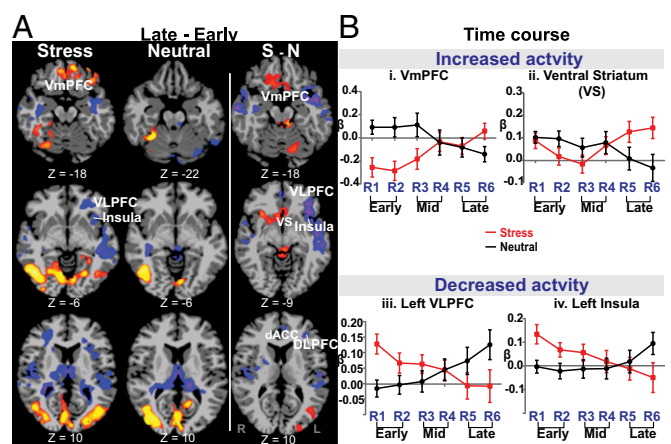 A
Late - Early
Stress
Neutral
S - N
VmPFC
VmPFC
Z = -18
Z = -22
Z = -18
VLPFC
Insula
VLPFC
VS
Insula
Z = -6
Z = -6
Z = -9
dACC
DLPFC
R
L
Z = 10
Z = 10
Z = 10
B
Time course
Increased actvity
i. VmPFC
0.4
0.2
0.0
-0.2
-0.4
β
R1 R2 R3 R4 R5 R6
Early Mid Late
ii. Ventral Striatum
(VS)
0.2
0.1
0.0
0.1
β
R1 R2 R3 R4 R5 R6
Early Mid Late
Stress
Neutral
Decreased actvity
iii. Left VLPFC
0.20
0.15
0.10
0.05
0.00
-0.05
β
R1 R2 R3 R4 R5 R6
Early Mid Late
iv. Left Insula
0.2
0.1
0.0
-0.1
β
R1 R2 R3 R4 R5 R6
Early Mid Late